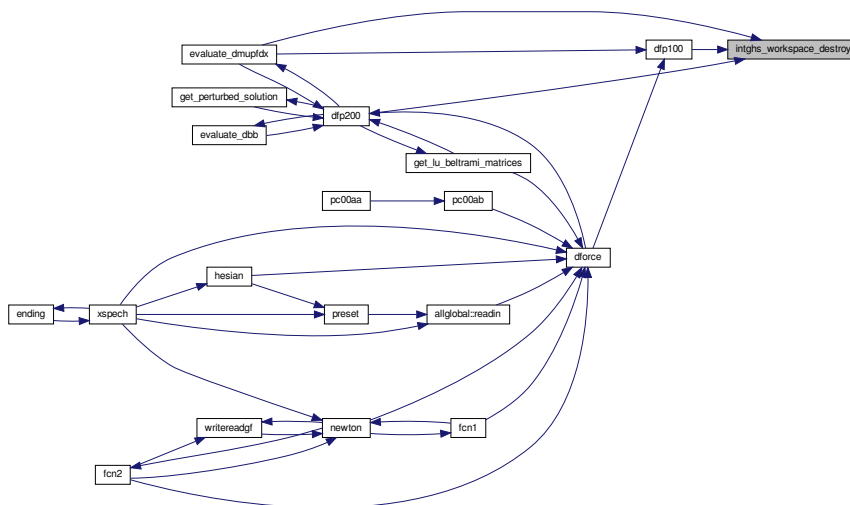 evaluate_dmupfdx
dfp100
intghs_workspace_destroy
get_perturbed_solution
dfp200
evaluate_dbb
get_lu_beltrami_matrices
pc00aa
pc00ab
dforce
hesian
ending
xspech
preset
allglobal::readin
writereadgf
newton
fcn1
fcn2